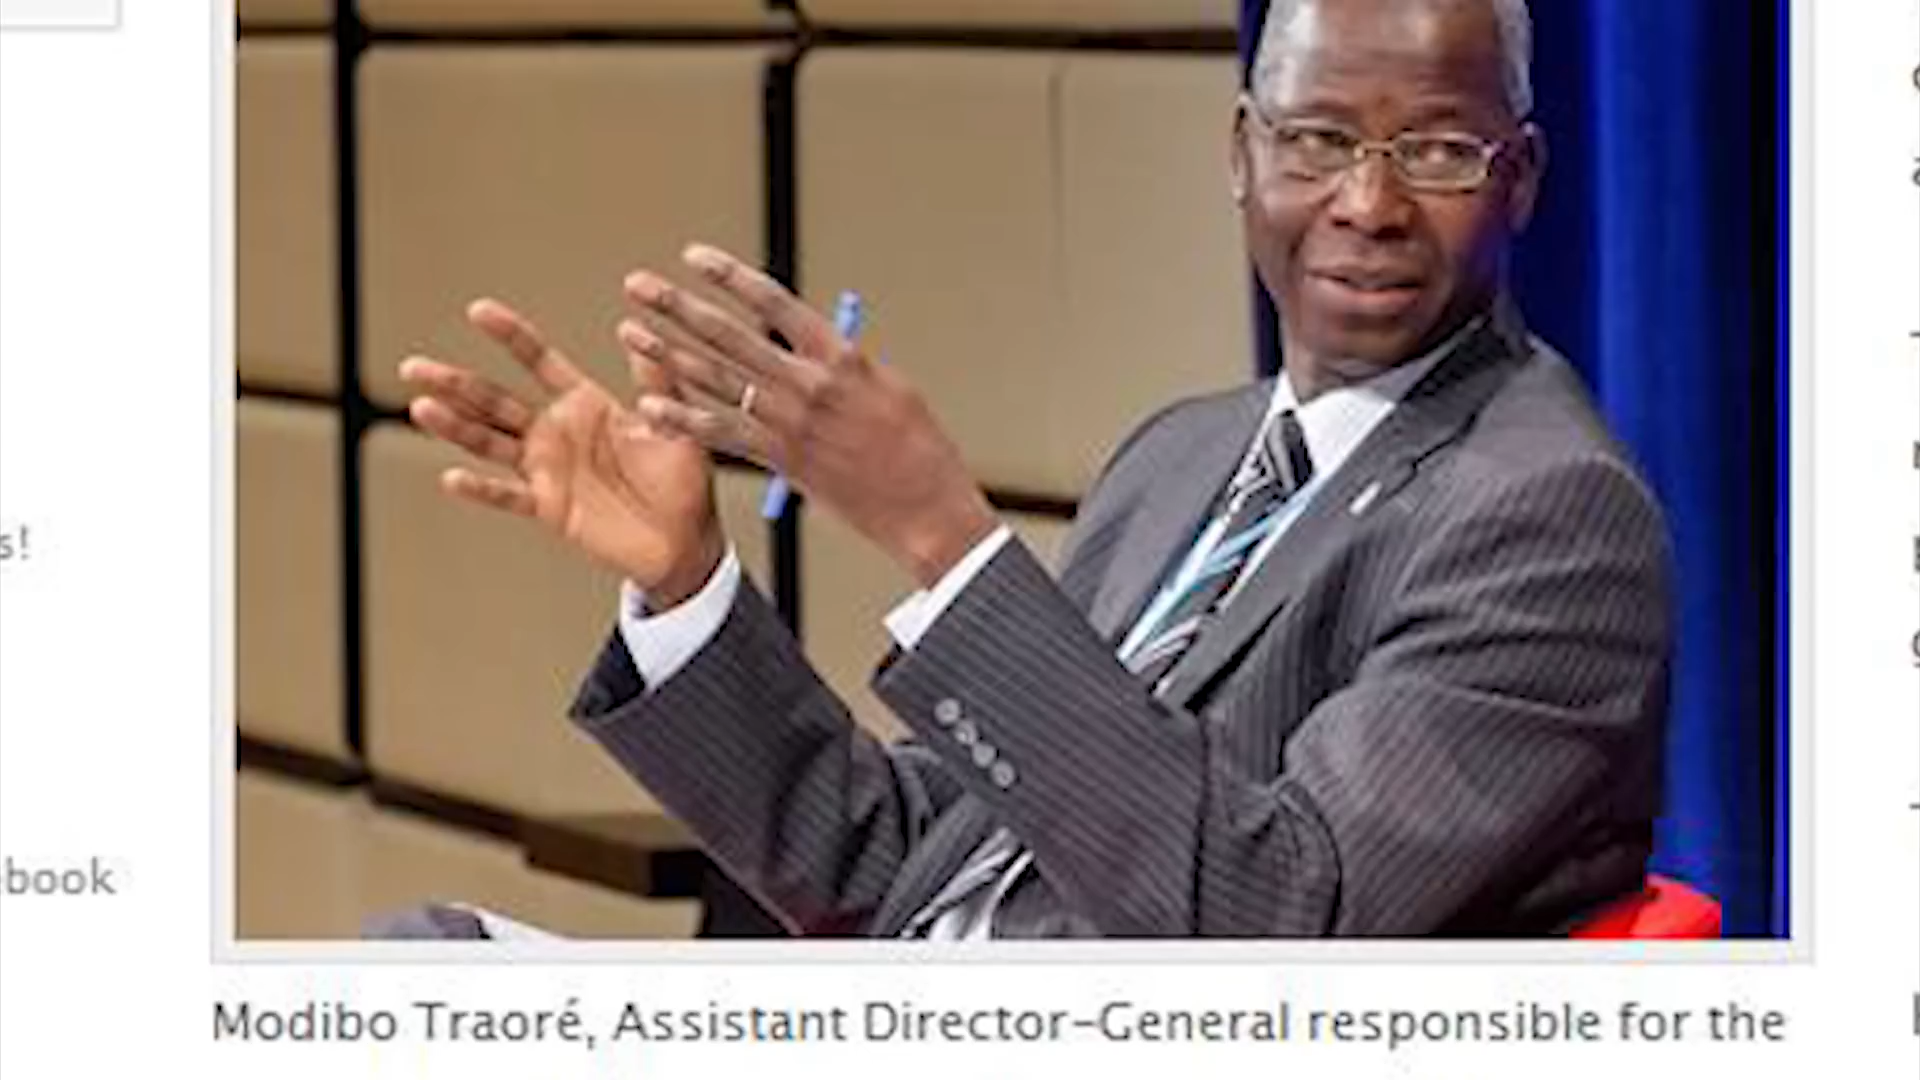 s!
book
Modibo Traoré, Assistant Director-General responsible for the